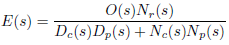 E(s) = \frac{O(s)N_r(s)}{D_c(s)D_p(s) + N_c(s)N_p(s)}